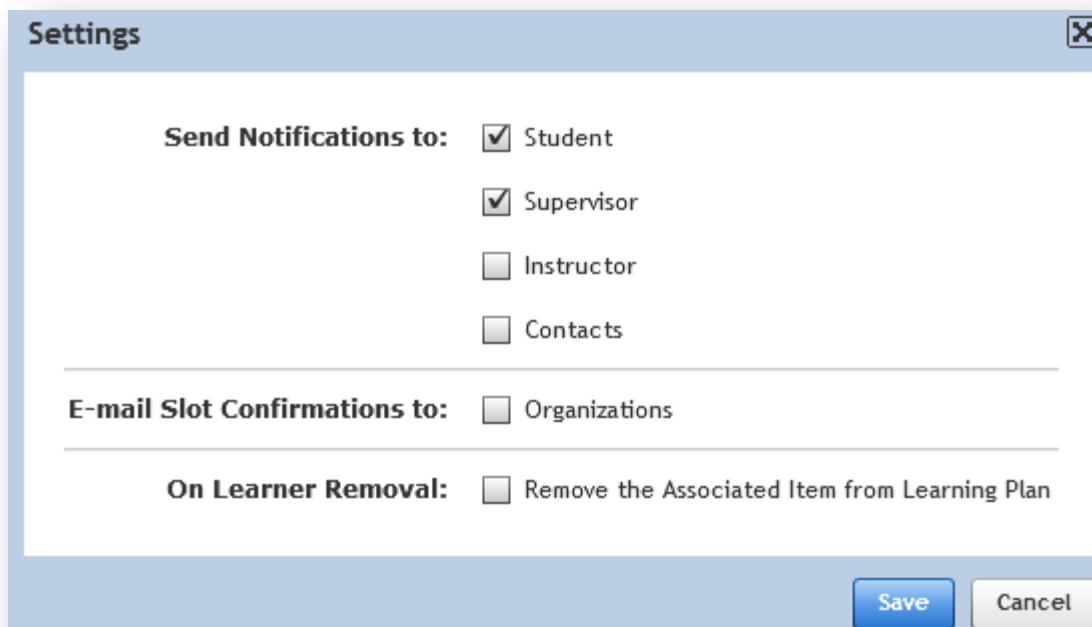 Settings
Send Notifications to: Student
Supervisor
Instructor
Contacts
E-mail Slot Confirmations to: Organizations
On Learner Removal: Remove the Associated Item from Learning Plan
Save Cancel